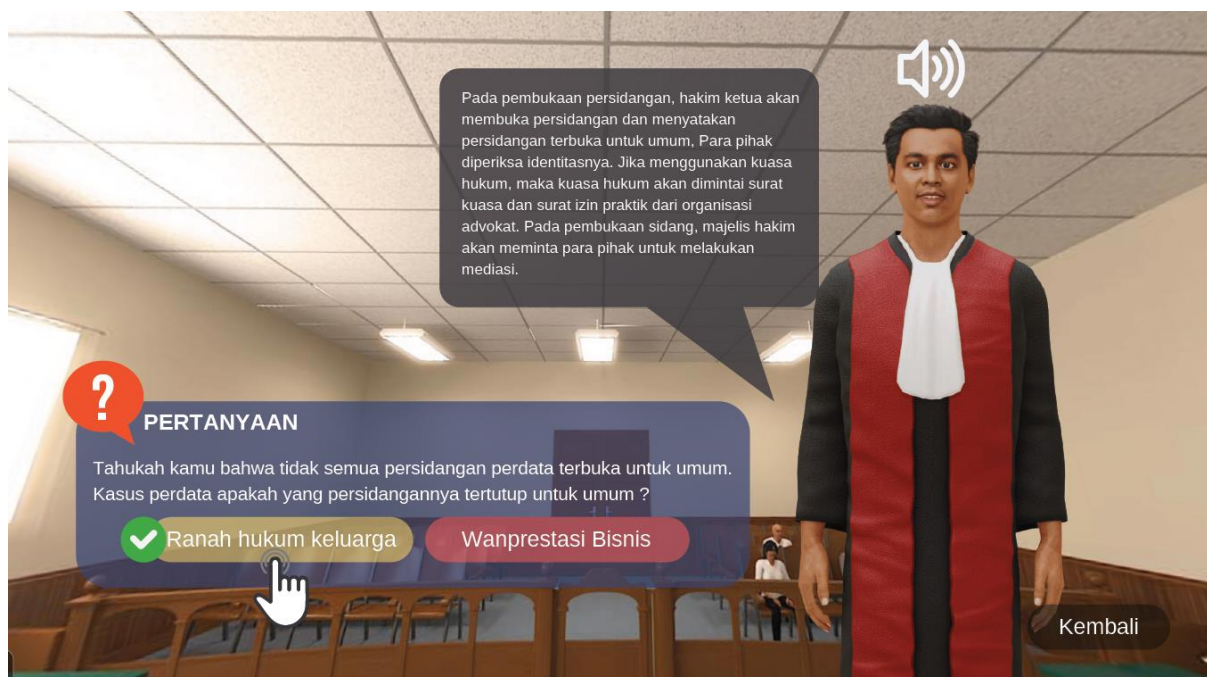 Pada pembukaan persidangan, hakim ketua akan
membuka persidangan dan menyatakan
persidangan terbuka untuk umum, Para pihak
diperiksa identitasnya. Jika menggunakan kuasa
hukum, maka kuasa hukum akan dimintai surat
kuasa dan surat izin praktik dari organisasi
advokat. Pada pembukaan sidang, majelis hakim
akan meminta para pihak untuk melakukan
mediasi.
?
PERTANYAAN
Tahukah kamu bahwa tidak semua persidangan perdata terbuka untuk umum.
Kasus perdata apakah yang persidangannya tertutup untuk umum ?
Ranah hukum keluarga
Wanprestasi Bisnis
Kembali